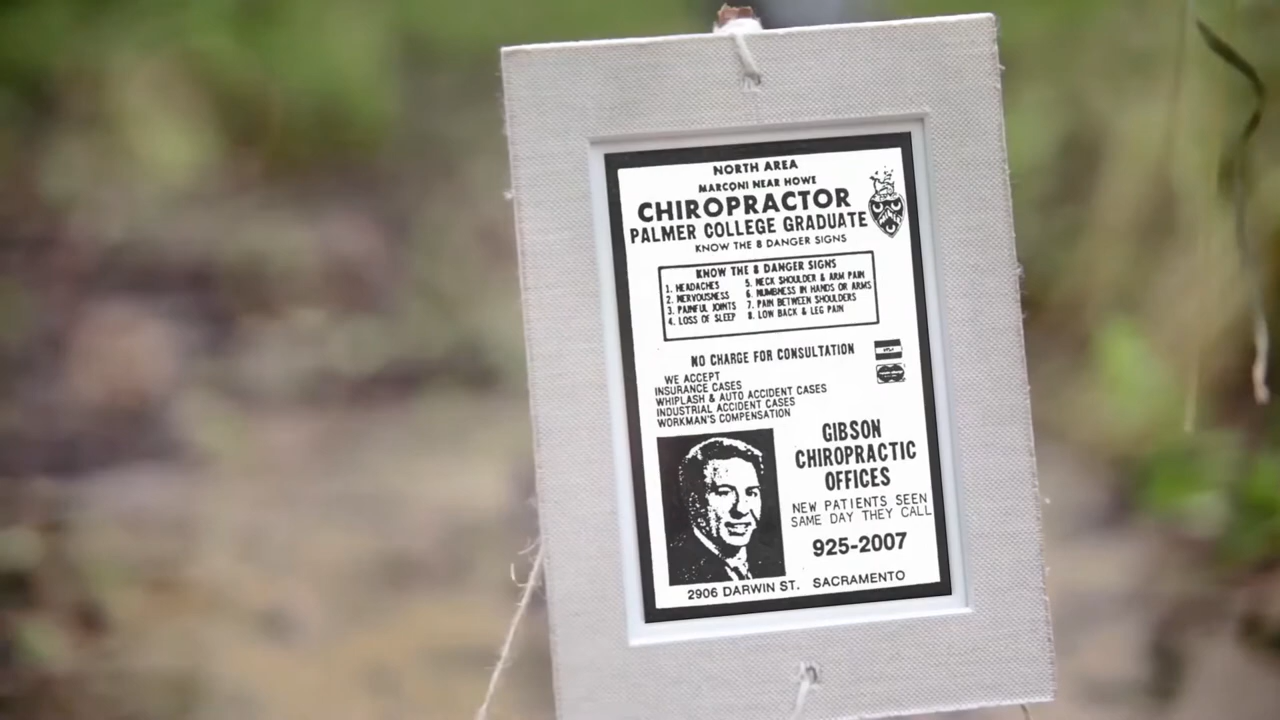 NORTH AREA
MARCONI NEAR HOWE
CHIROPRACTOR
PALMER COLLEGE GRADUATE
KNOW THE 8 DANGER SIGNS
KNOW THE 8 DANGER SIGNS
1. HEADACHES
2. NERVOUSNESS
3. PAINFUL JOINTS
4. LOSS OF SLEEP
5. NECK SHOULDER & ARM PAIN
6. NUMBNESS IN HANDS OR ARMS
7. PAIN BETWEEN SHOULDERS
8. LOW BACK & LEG PAIN
NO CHARGE FOR CONSULTATION
WE ACCEPT
INSURANCE CASES
WHIPLASH & AUTO ACCIDENT CASES
INDUSTRIAL ACCIDENT CASES
WORKMAN'S COMPENSATION
GIBSON
CHIROPRACTIC
OFFICES
NEW PATIENTS SEEN
SAME DAY THEY CALL
925-2007
2906 DARWIN ST. SACRAMENTO